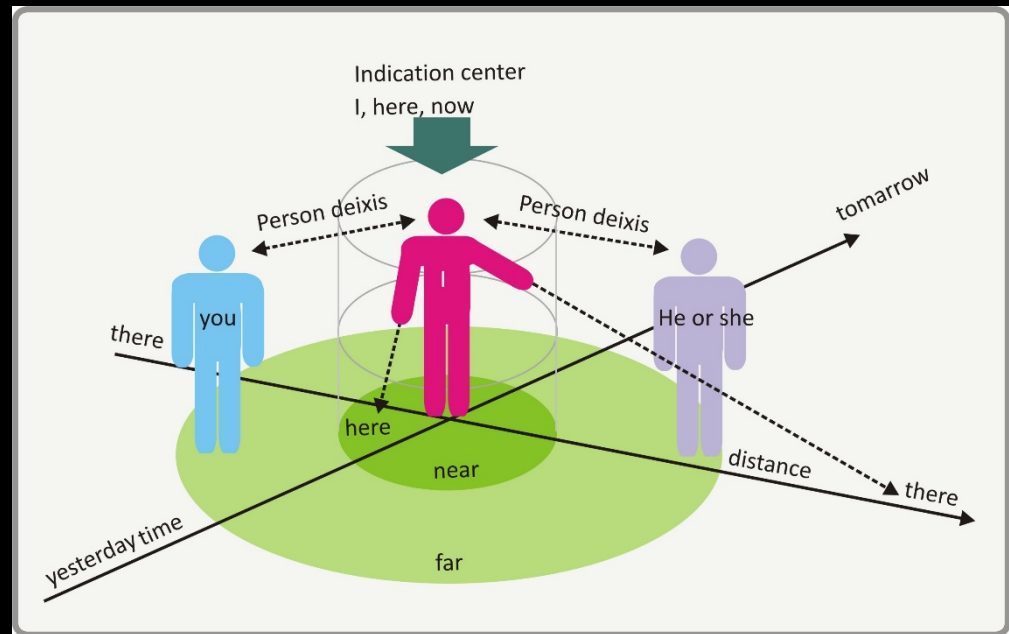 Indication center
I, here, now
Person deixis
Person deixis
tomarrow
you
He or she
there
here
near
distance
there
yesterday time
far